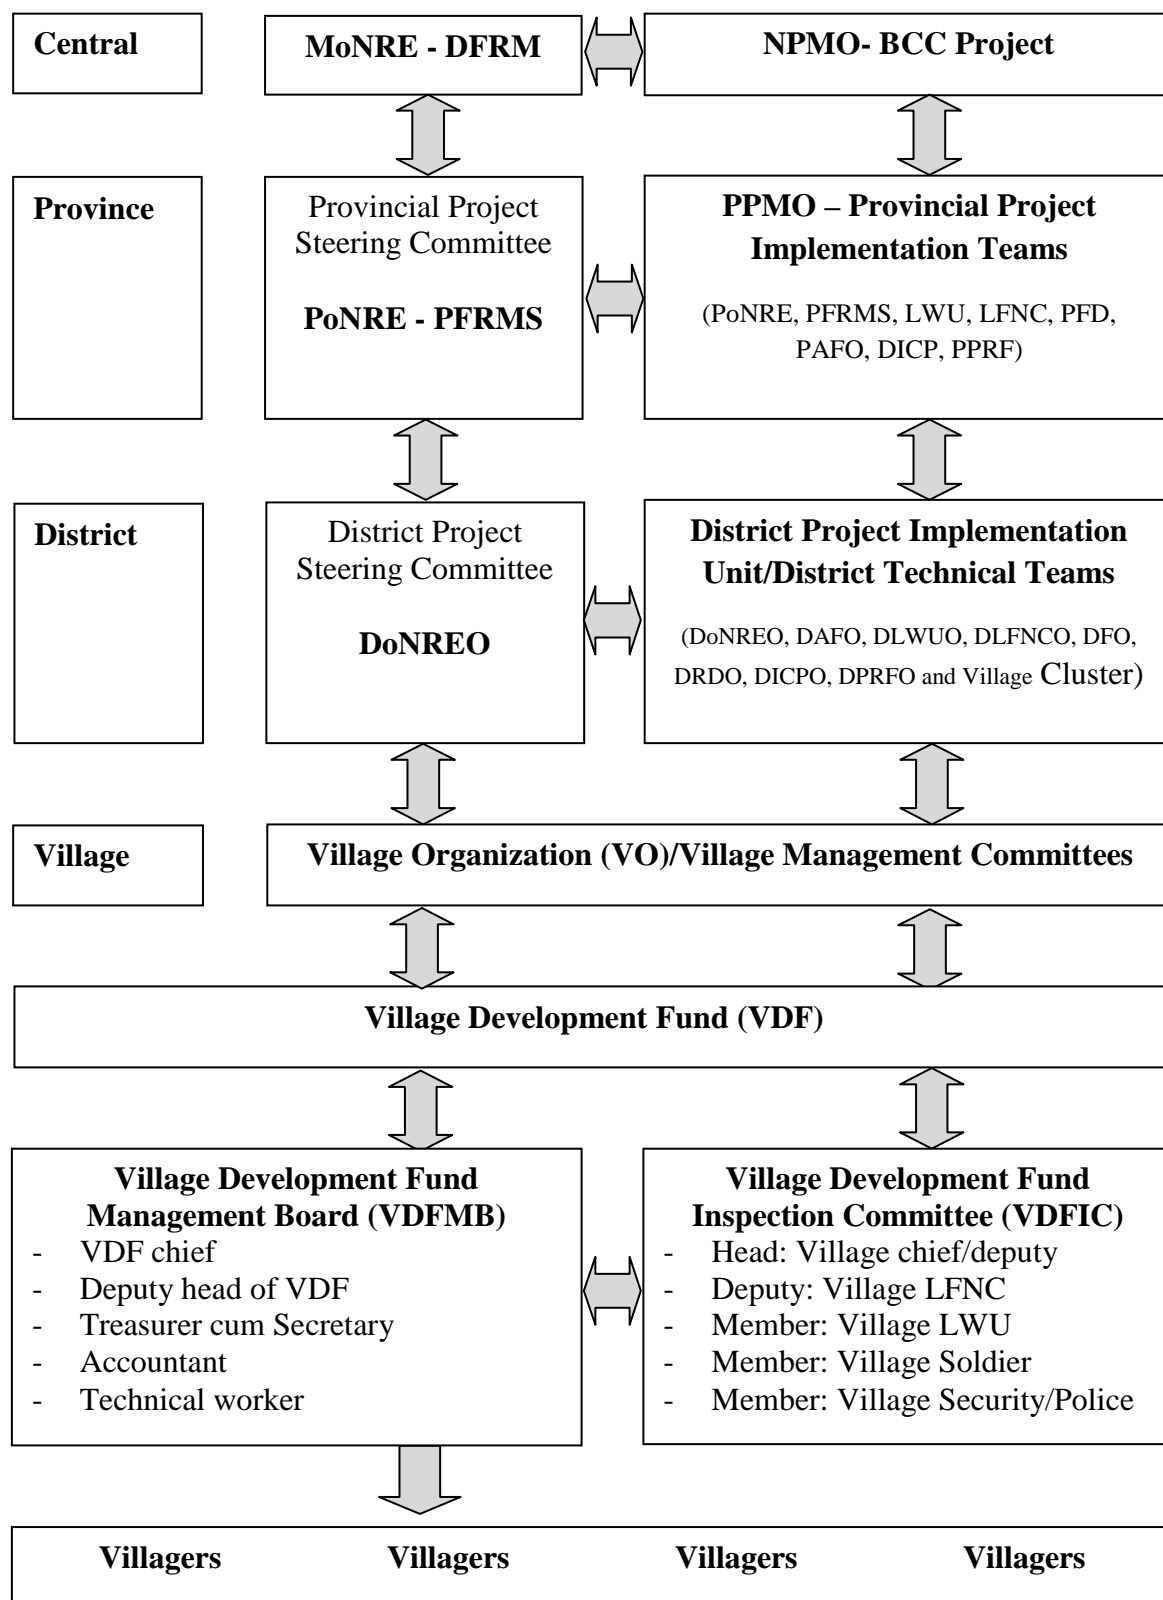 Central
MoNRE - DFRM
NPMO- BCC Project
Province
Provincial Project
Steering Committee
PoNRE - PFRMS
PPMO – Provincial Project
Implementation Teams
(PoNRE, PFRMS, LWU, LFNC, PFD,
PAFO, DICP, PPRF)
District
District Project
Steering Committee
DoNREO
District Project Implementation
Unit/District Technical Teams
(DoNREO, DAFO, DLWUO, DLFNCO, DFO,
DRDO, DICPO, DPRFO and Village Cluster)
Village
Village Organization (VO)/Village Management Committees
Village Development Fund (VDF)
Village Development Fund
Management Board (VDFMB)
- VDF chief
- Deputy head of VDF
- Treasurer cum Secretary
- Accountant
- Technical worker
Village Development Fund
Inspection Committee (VDFIC)
- Head: Village chief/deputy
- Deputy: Village LFNC
- Member: Village LWU
- Member: Village Soldier
- Member: Village Security/Police
Villagers Villagers Villagers Villagers